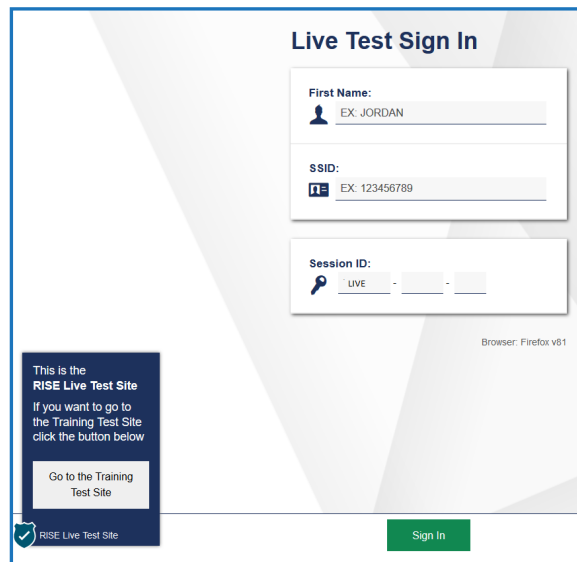 Live Test Sign In
First Name:
EX: JORDAN
SSID:
EX: 123456789
Session ID:
LIVE - -
Browser: Firefox v81
This is the
RISE Live Test Site
If you want to go to
the Training Test Site
click the button below
Go to the Training
Test Site
RISE Live Test Site
Sign In